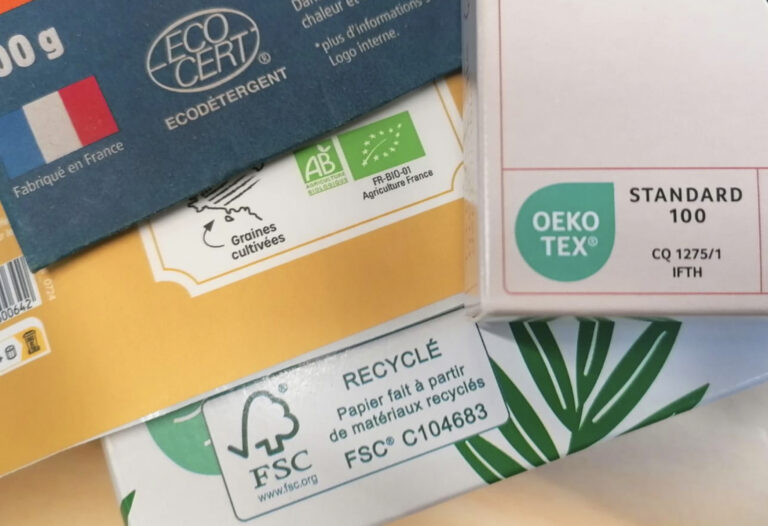 00 g
ECO
CERT®
ECODÉTERGENT
Fabriqué en France
chaleur et
*plus d'informations
Logo interne.
AB
AGRICULTURE
BIOLOGIQUE
FR-BIO-01
Agriculture France
Graines
cultivées
OEKO
TEX®
STANDARD
100
CQ 1275/1
IFTH
RECYCLÉ
Papier fait à partir
de matériaux recyclés
FSC® C104683
FSC
www.fsc.org